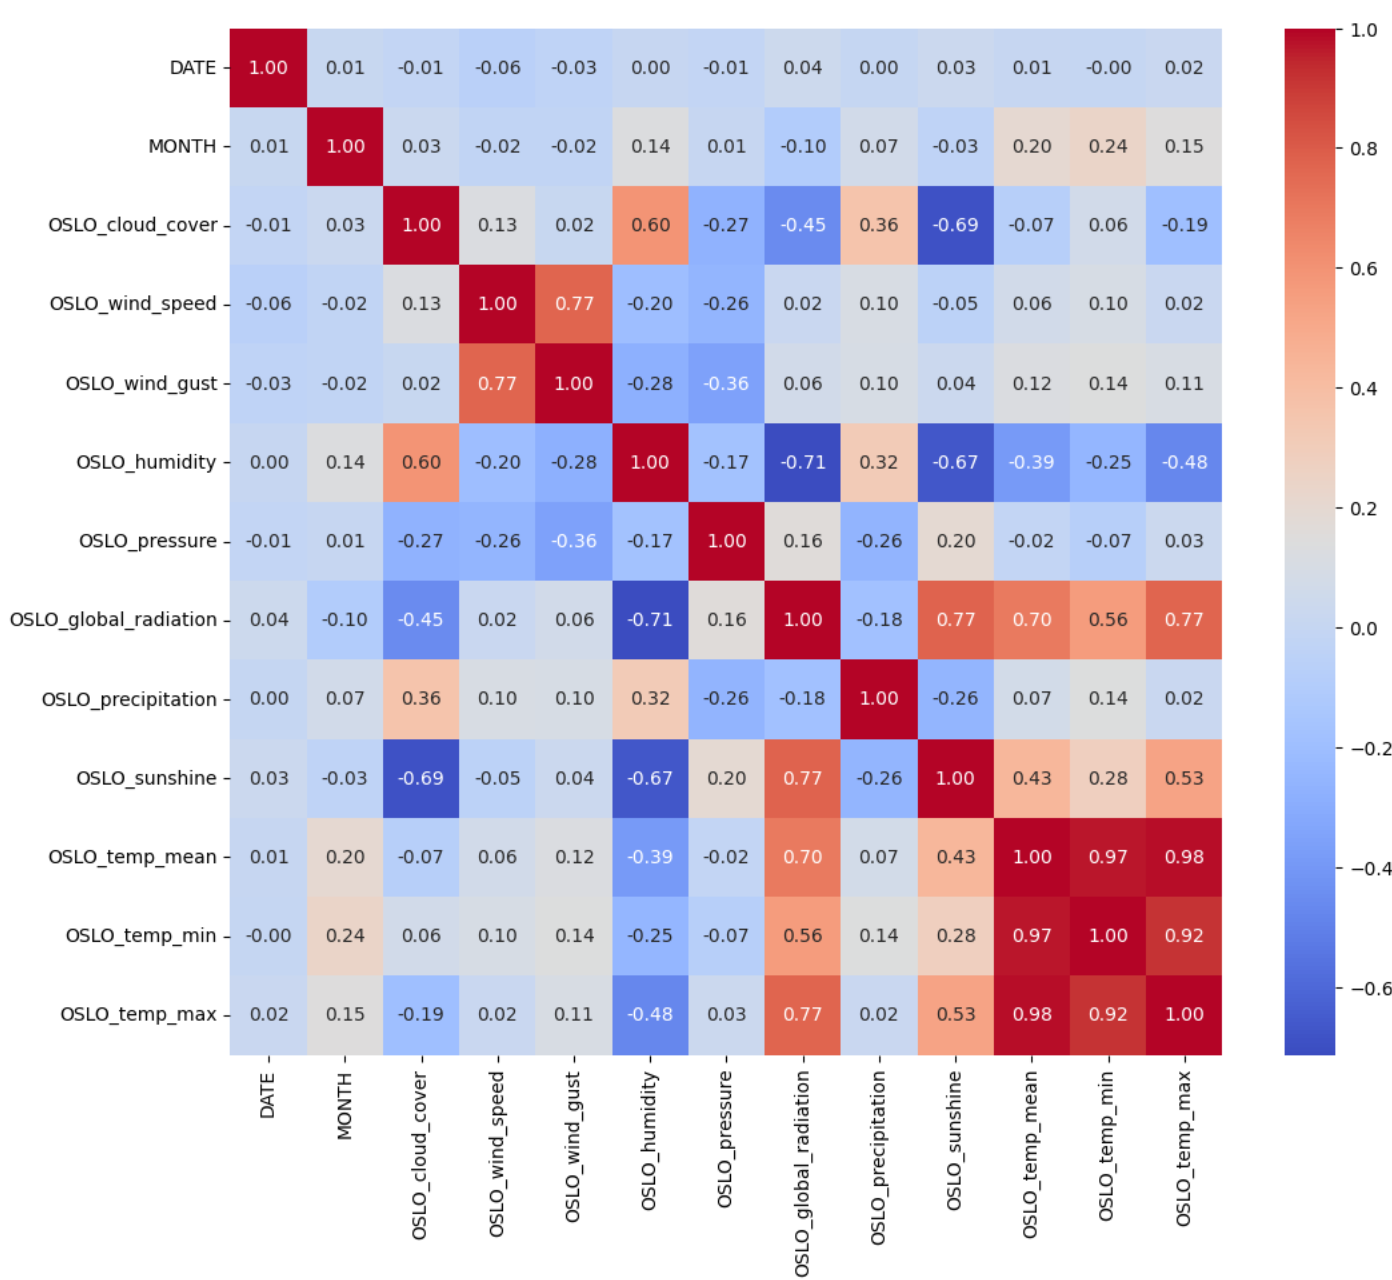 DATE 1.00 0.01 -0.01 -0.06 -0.03 0.00 -0.01 0.04 0.00 0.03 0.01 -0.00 0.02
MONTH 0.01 1.00 0.03 -0.02 -0.02 0.14 0.01 -0.10 0.07 -0.03 0.20 0.24 0.15
OSLO_cloud_cover -0.01 0.03 1.00 0.13 0.02 0.60 -0.27 -0.45 0.36 -0.69 -0.07 0.06 -0.19
OSLO_wind_speed -0.06 -0.02 0.13 1.00 0.77 -0.20 -0.26 0.02 0.10 -0.05 0.06 0.10 0.02
OSLO_wind_gust -0.03 -0.02 0.02 0.77 1.00 -0.28 -0.36 0.06 0.10 0.04 0.12 0.14 0.11
OSLO_humidity 0.00 0.14 0.60 -0.20 -0.28 1.00 -0.17 -0.71 0.32 -0.67 -0.39 -0.25 -0.48
OSLO_pressure -0.01 0.01 -0.27 -0.26 -0.36 -0.17 1.00 0.16 -0.26 0.20 -0.02 -0.07 0.03
OSLO_global_radiation 0.04 -0.10 -0.45 0.02 0.06 -0.71 0.16 1.00 -0.18 0.77 0.70 0.56 0.77
OSLO_precipitation 0.00 0.07 0.36 0.10 0.10 0.32 -0.26 -0.18 1.00 -0.26 0.07 0.14 0.02
OSLO_sunshine 0.03 -0.03 -0.69 -0.05 0.04 -0.67 0.20 0.77 -0.26 1.00 0.43 0.28 0.53
OSLO_temp_mean 0.01 0.20 -0.07 0.06 0.12 -0.39 -0.02 0.70 0.07 0.43 1.00 0.97 0.98
OSLO_temp_min -0.00 0.24 0.06 0.10 0.14 -0.25 -0.07 0.56 0.14 0.28 0.97 1.00 0.92
OSLO_temp_max 0.02 0.15 -0.19 0.02 0.11 -0.48 0.03 0.77 0.02 0.53 0.98 0.92 1.00
DATE
MONTH
OSLO_cloud_cover
OSLO_wind_speed
OSLO_wind_gust
OSLO_humidity
OSLO_pressure
OSLO_global_radiation
OSLO_precipitation
OSLO_sunshine
OSLO_temp_mean
OSLO_temp_min
OSLO_temp_max
1.0
0.8
0.6
0.4
0.2
0.0
−0.2
−0.4
−0.6